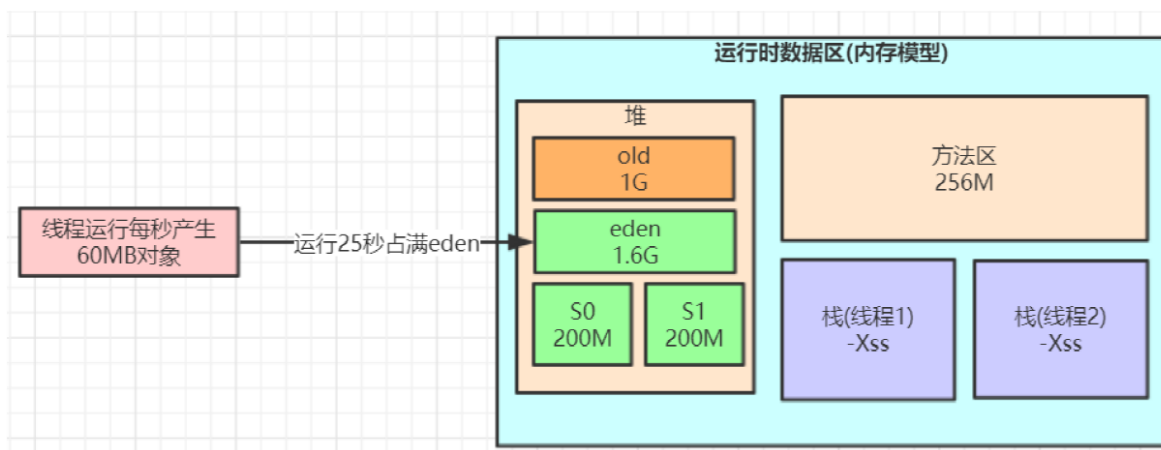 运行时数据区(内存模型)
堆
old
1G
方法区
256M
线程运行每秒产生
60MB对象
运行25秒占满eden
eden
1.6G
S0
200M
S1
200M
栈(线程1)
-Xss
栈(线程2)
-Xss